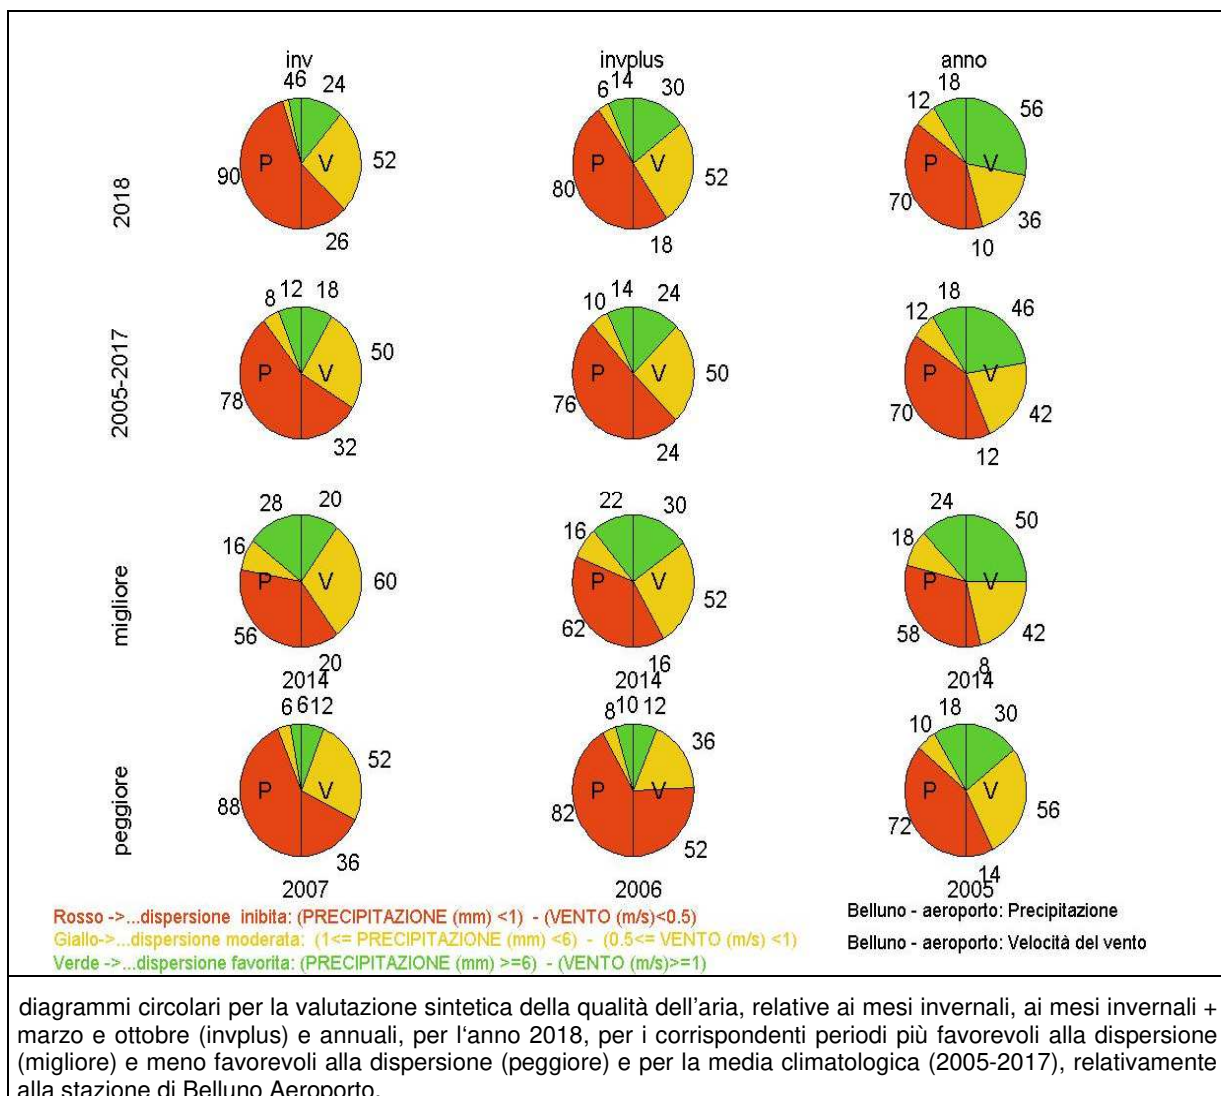 inv invplus anno
46 24 6 14 30 12 18 56
2018 90 P V 52 80 P V 52 70 P V 36
26 18 10
8 12 18 10 14 24 12 18 46
2005-2017 78 P V 50 76 P V 50 70 P V 42
32 24 12
16 28 20 16 22 30 18 24 50
migliore 56 P V 60 62 P V 52 58 P V 42
20 16 8
2014 2014 2014
6 6 12 8 10 12 36 10 18 30
peggiore 88 P V 52 82 P V 72 P V 56
36 52 14
2007 2006 2005
Rosso ->...dispersione inibita: (PRECIPITAZIONE (mm) <1) - (VENTO (m/s)<0.5)
Giallo->...dispersione moderata: (1<= PRECIPITAZIONE (mm) <6) - (0.5<= VENTO (m/s) <1)
Verde ->...dispersione favorita: (PRECIPITAZIONE (mm) >=6) - (VENTO (m/s)>=1)
Belluno - aeroporto: Precipitazione
Belluno - aeroporto: Velocità del vento
diagrammi circolari per la valutazione sintetica della qualità dell'aria, relative ai mesi invernali, ai mesi invernali +
marzo e ottobre (invplus) e annuali, per l'anno 2018, per i corrispondenti periodi più favorevoli alla dispersione
(migliore) e meno favorevoli alla dispersione (peggiore) e per la media climatologica (2005-2017), relativamente
alla stazione di Belluno Aeroporto.